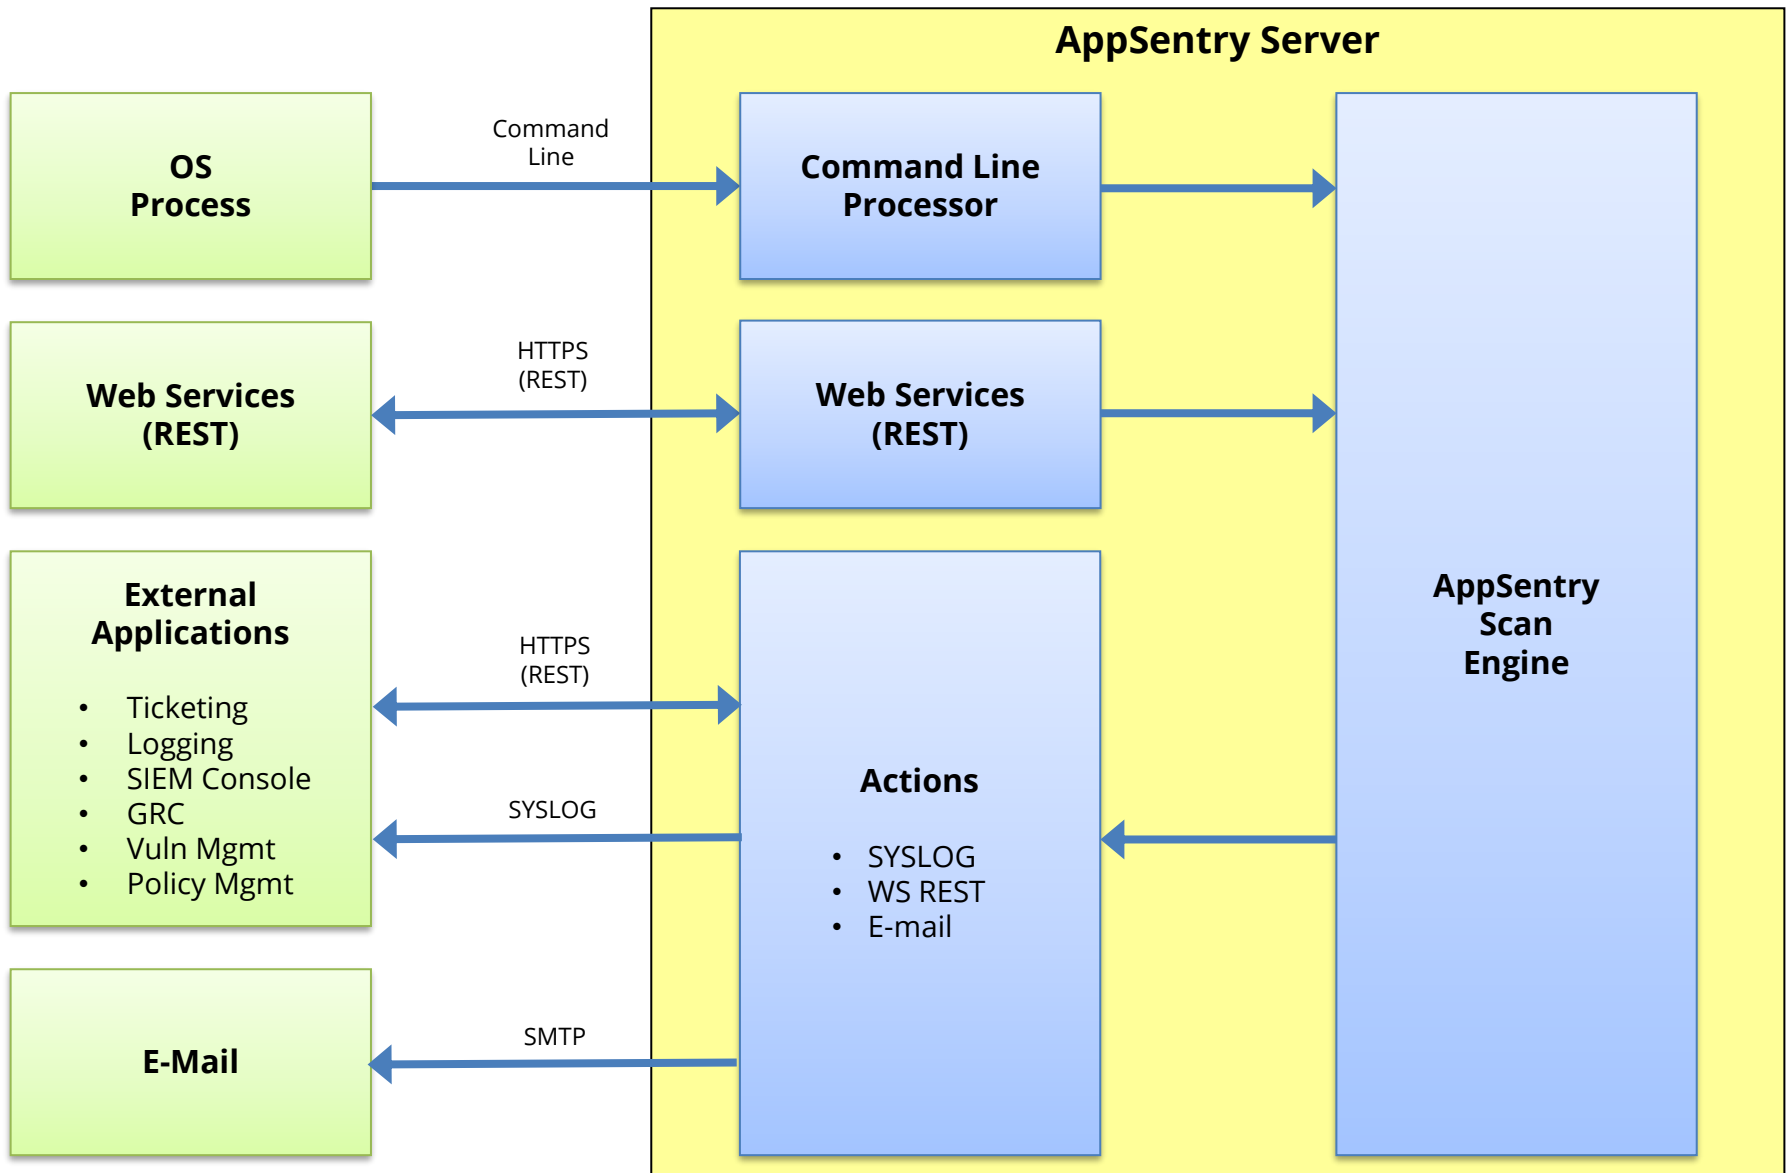 AppSentry Server
OS
Process
Command
Line
Command Line
Processor
Web Services
(REST)
HTTPS
(REST)
Web Services
(REST)
External
Applications
• Ticketing
• Logging
• SIEM Console
• GRC
• Vuln Mgmt
• Policy Mgmt
HTTPS
(REST)
SYSLOG
Actions
• SYSLOG
• WS REST
• E-mail
AppSentry
Scan
Engine
E-Mail
SMTP